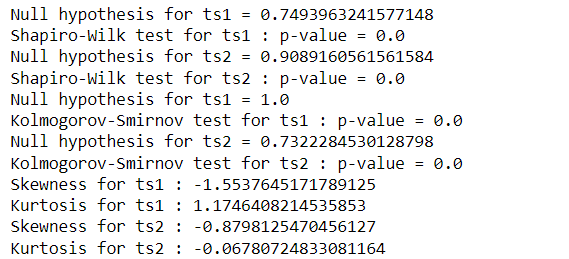 Null hypothesis for ts1 = 0.7493963241577148
Shapiro-Wilk test for ts1 : p-value = 0.0
Null hypothesis for ts2 = 0.9089160561561584
Shapiro-Wilk test for ts2 : p-value = 0.0
Null hypothesis for ts1 = 1.0
Kolmogorov-Smirnov test for ts1 : p-value = 0.0
Null hypothesis for ts2 = 0.7322284530128798
Kolmogorov-Smirnov test for ts2 : p-value = 0.0
Skewness for ts1 : -1.5537645171789125
Kurtosis for ts1 : 1.1746408214535853
Skewness for ts2 : -0.8798125470456127
Kurtosis for ts2 : -0.06780724833081164